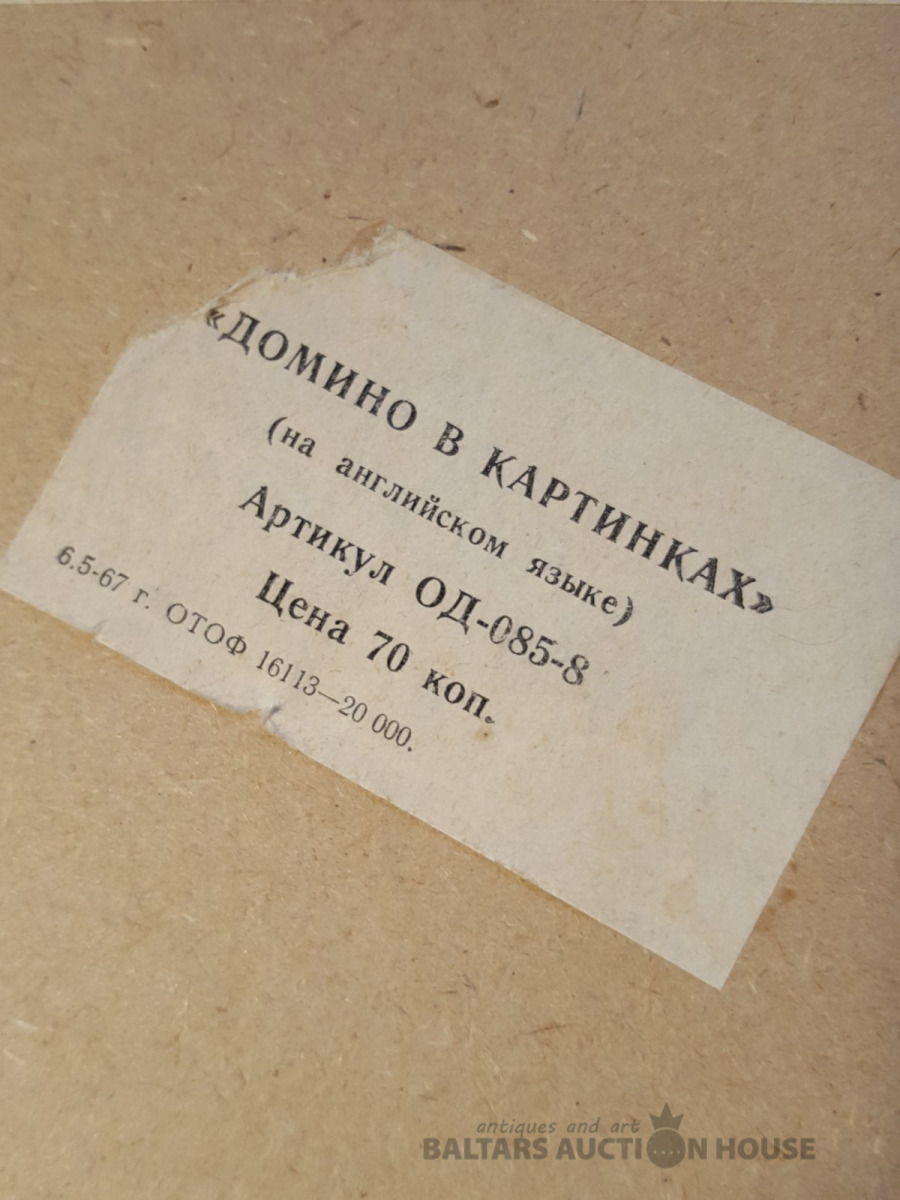 «ДОМИНО В КАРТИНКАХ»
(на английском языке)
Артикул ОД-085-8
Цена 70 коп.
6.5-67 г. ОТОФ 16113—20 000.
antiques and art
BALTARS AUCTION HOUSE